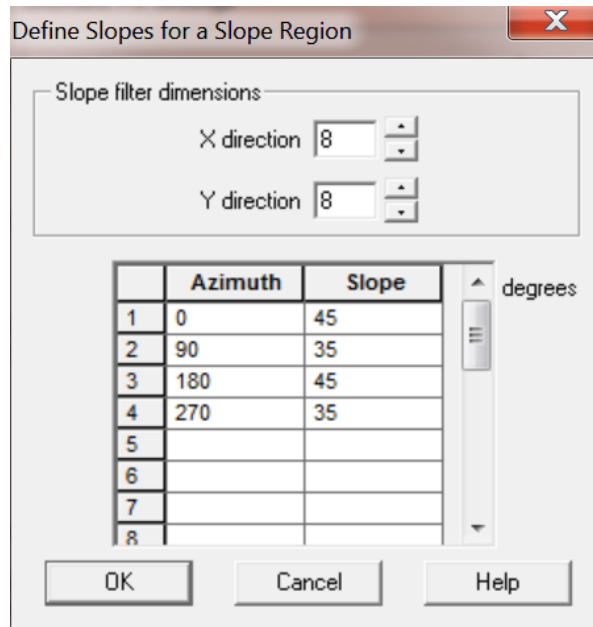 Define Slopes for a Slope Region
Slope filter dimensions
X direction 8
Y direction 8
Azimuth Slope degrees
1 0 45
2 90 35
3 180 45
4 270 35
5
6
7
8
OK Cancel Help